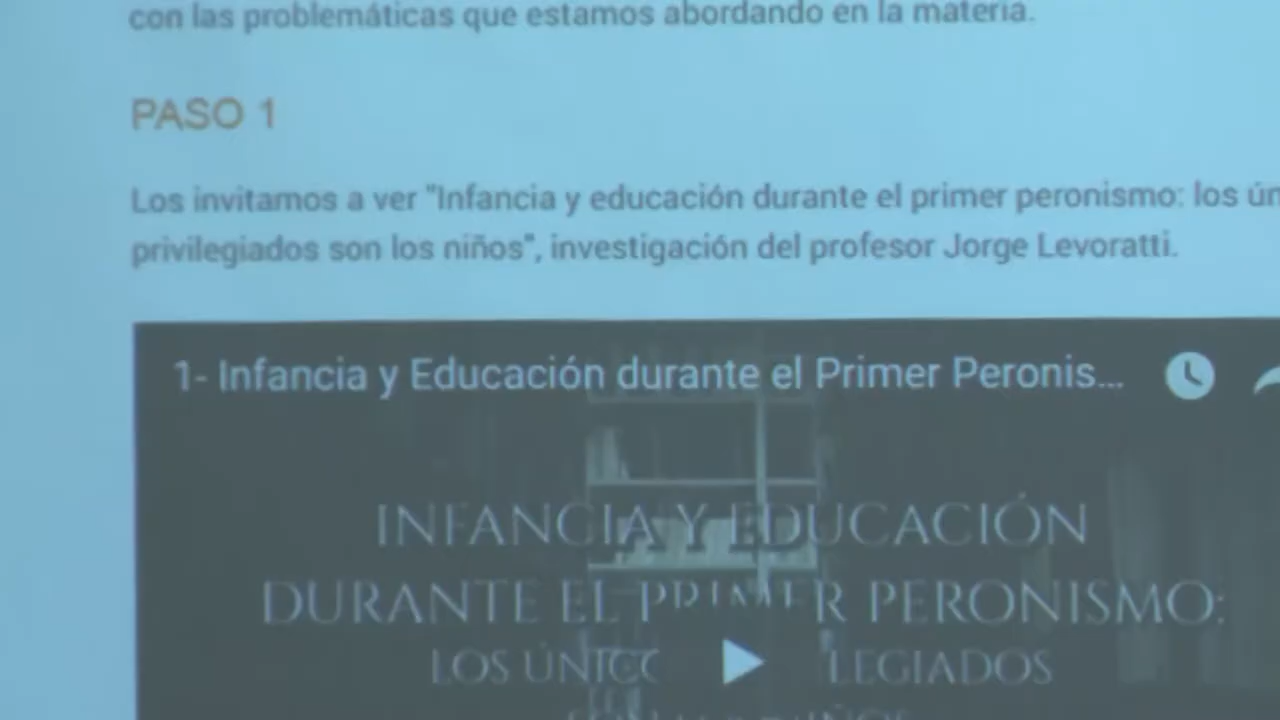 con las problemáticas que estamos abordando en la materia.
PASO 1
Los invitamos a ver "Infancia y educación durante el primer peronismo: los
privilegiados son los niños", investigación del profesor Jorge Levoratti.
1- Infancia y Educación durante el Primer Peronis...
INFANCIA Y EDUCACIÓN
DURANTE EL PRIMER PERONISMO:
LOS